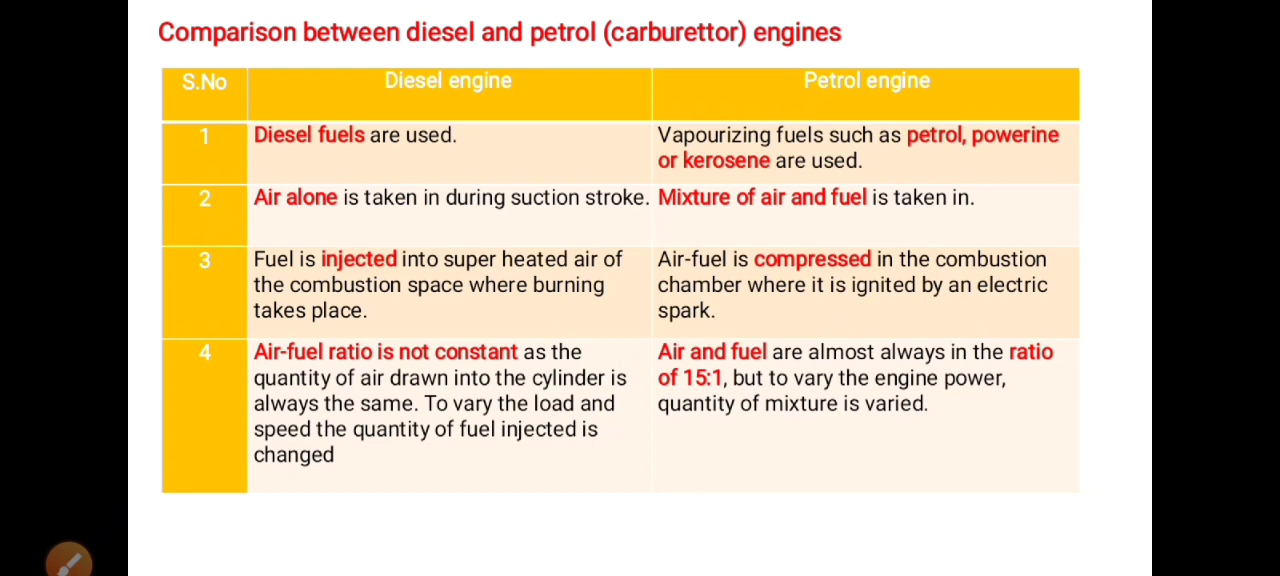 Comparison between diesel and petrol (carburettor) engines
S.No Diesel engine Petrol engine
1
Diesel fuels are used.
Vapourizing fuels such as petrol, powerine
or kerosene are used.
2
Air alone is taken in during suction stroke.
Mixture of air and fuel is taken in.
3
Fuel is injected into super heated air of
the combustion space where burning
takes place.
Air-fuel is compressed in the combustion
chamber where it is ignited by an electric
spark.
4
Air-fuel ratio is not constant as the
quantity of air drawn into the cylinder is
always the same. To vary the load and
speed the quantity of fuel injected is
changed
Air and fuel are almost always in the ratio
of 15:1, but to vary the engine power,
quantity of mixture is varied.